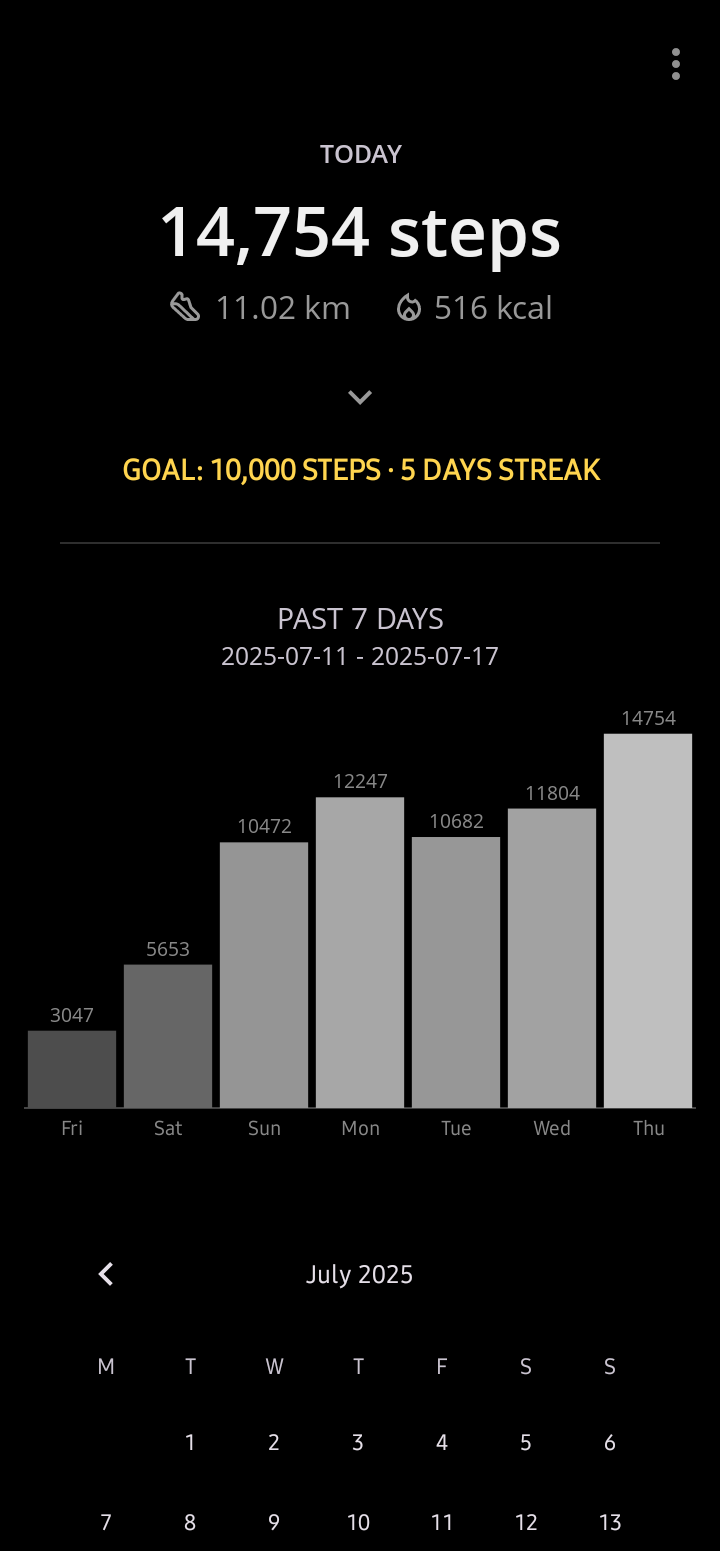 TODAY
14,754 steps
11.02 km 516 kcal
GOAL: 10,000 STEPS · 5 DAYS STREAK
PAST 7 DAYS
2025-07-11 - 2025-07-17
3047 5653 10472 12247 10682 11804 14754
Fri Sat Sun Mon Tue Wed Thu
July 2025
M T W T F S S
1 2 3 4 5 6
7 8 9 10 11 12 13